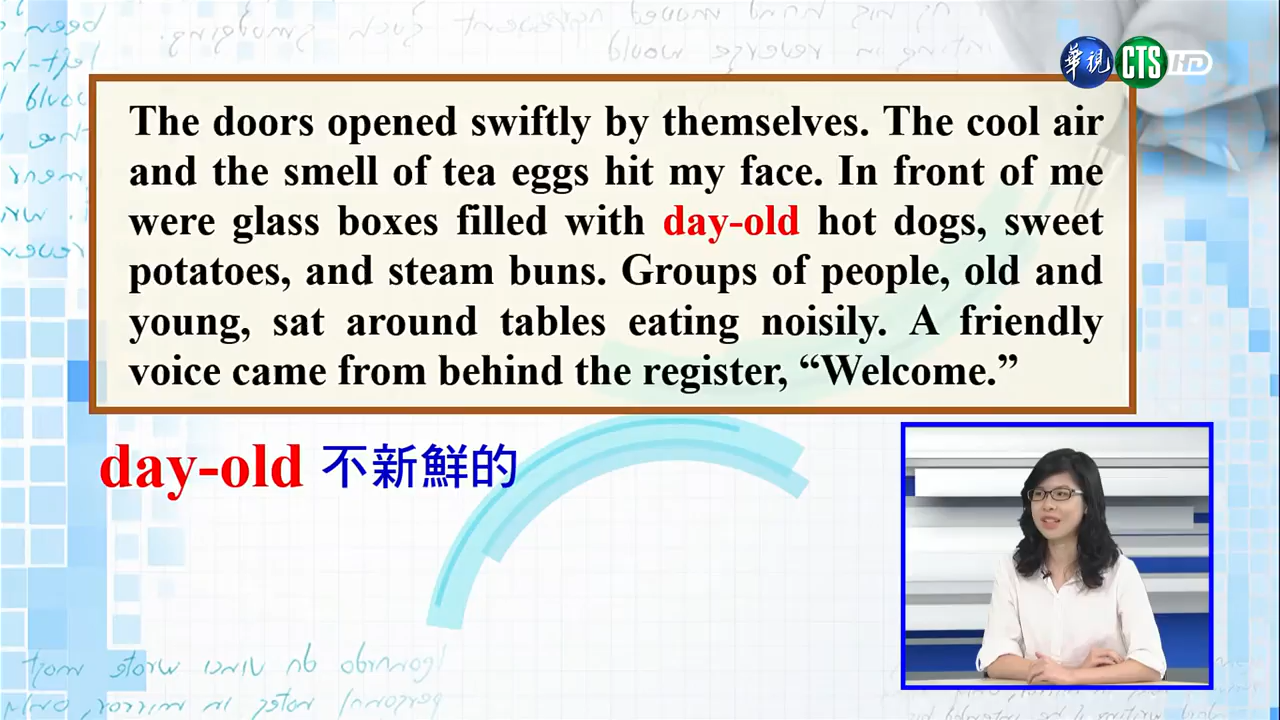 華視 CTS HD
The doors opened swiftly by themselves. The cool air
and the smell of tea eggs hit my face. In front of me
were glass boxes filled with day-old hot dogs, sweet
potatoes, and steam buns. Groups of people, old and
young, sat around tables eating noisily. A friendly
voice came from behind the register, “Welcome.”
day-old 不新鮮的